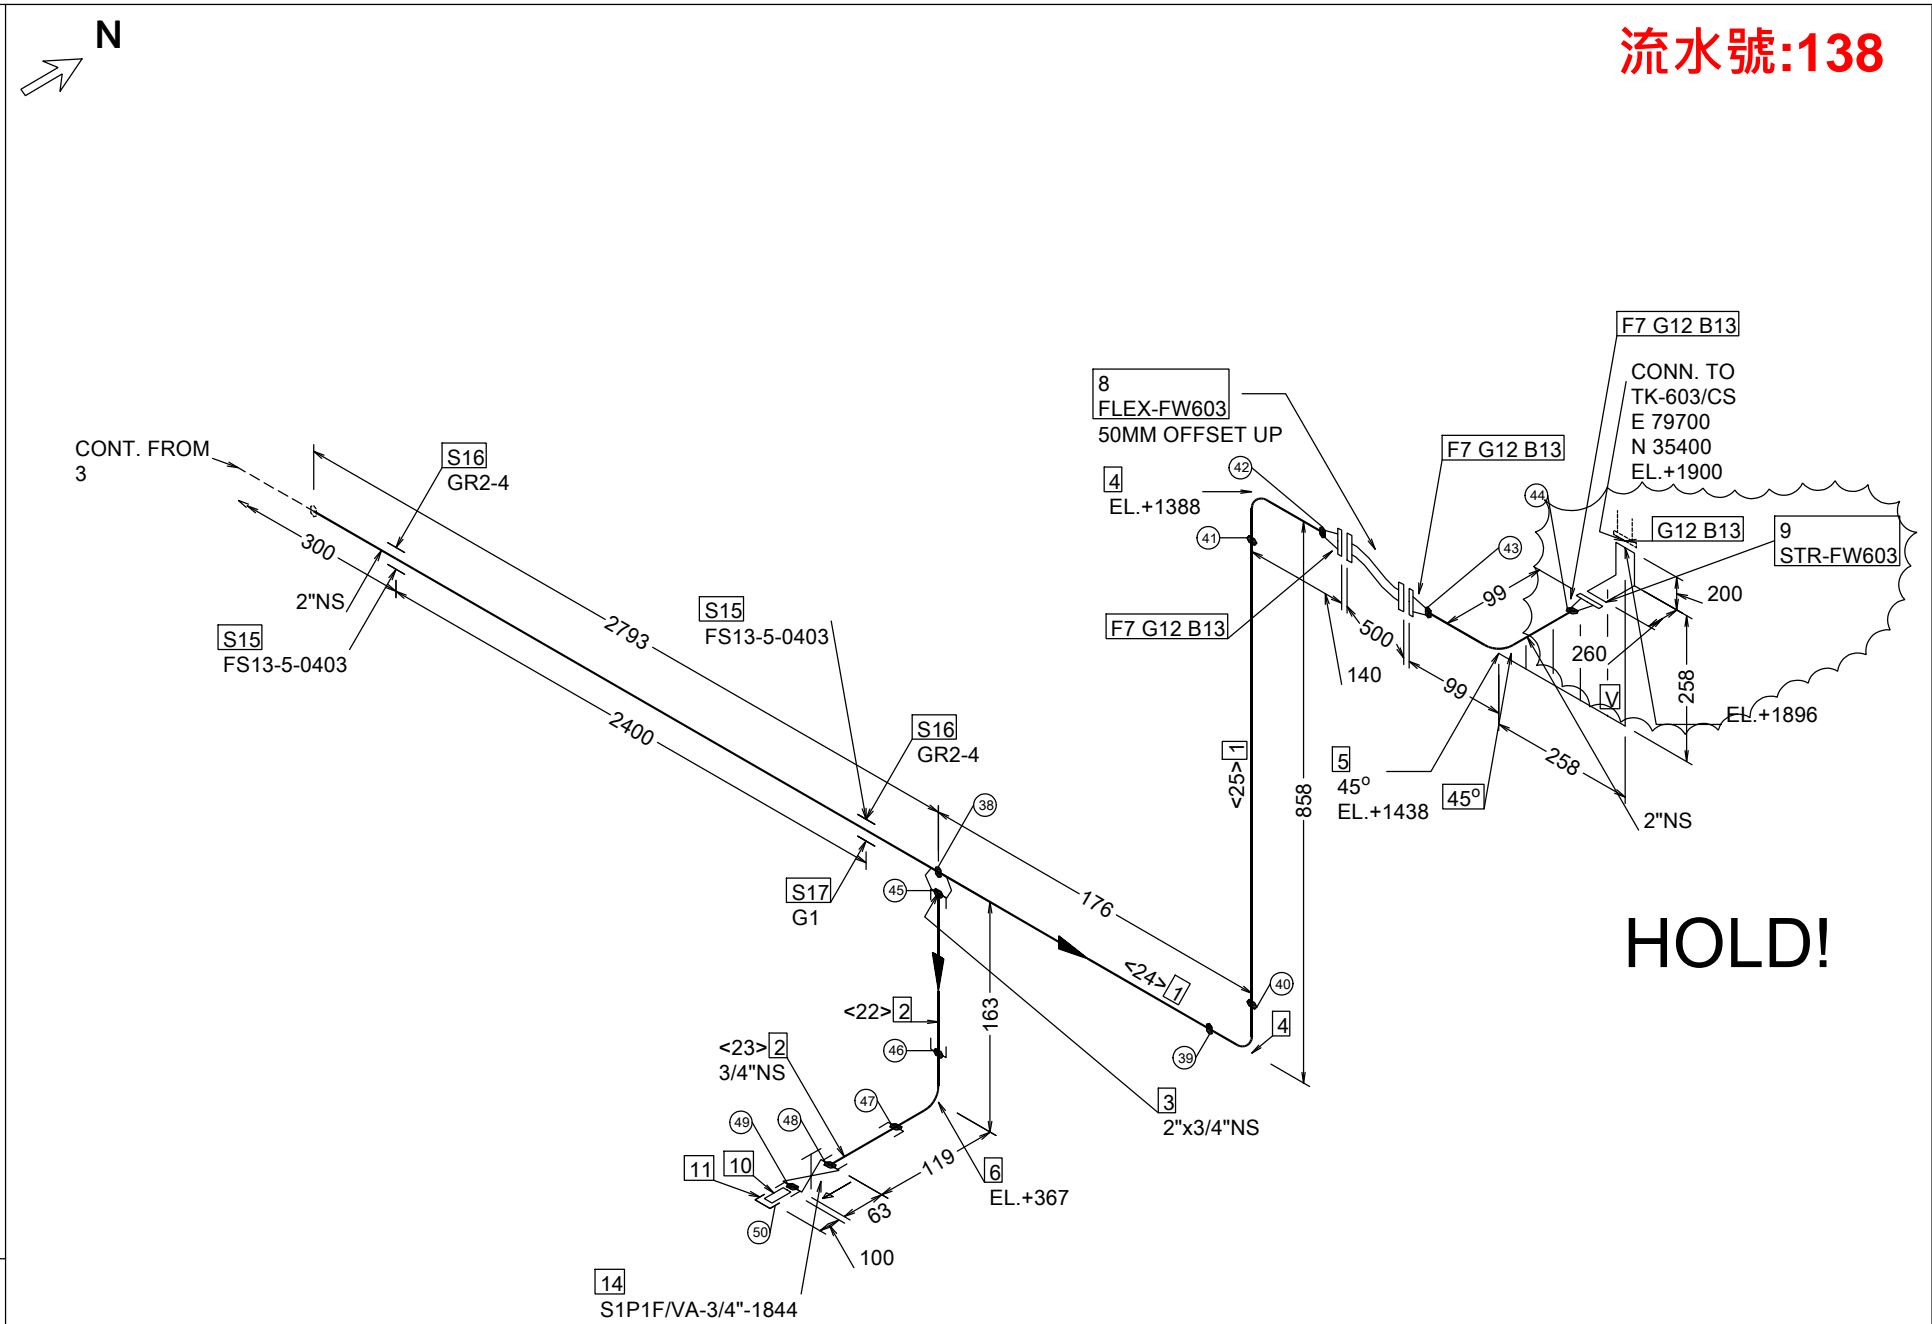 N
流水號:138
F7 G12 B13
CONN. TO
TK-603/CS
E 79700
N 35400
EL.+1900
8
FLEX-FW603
50MM OFFSET UP
F7 G12 B13
4
EL.+1388
42
44
G12 B13
9
STR-FW603
CONT. FROM
3
S16
GR2-4
41
43
300
2"NS
99
200
S15
FS13-5-0403
S15
FS13-5-0403
2793
F7 G12 B13
500
140
260
258
99
V
EL.+1896
2400
S16
GR2-4
<25> 1
858
5
45°
EL.+1438
45°
258
2"NS
38
S17
G1
45
176
HOLD!
<24> 1
40
163
<22> 2
<23> 2
3/4"NS
46
39
4
3
2"x3/4"NS
47
48
49
119
11
10
6
EL.+367
63
50
100
14
S1P1F/VA-3/4"-1844